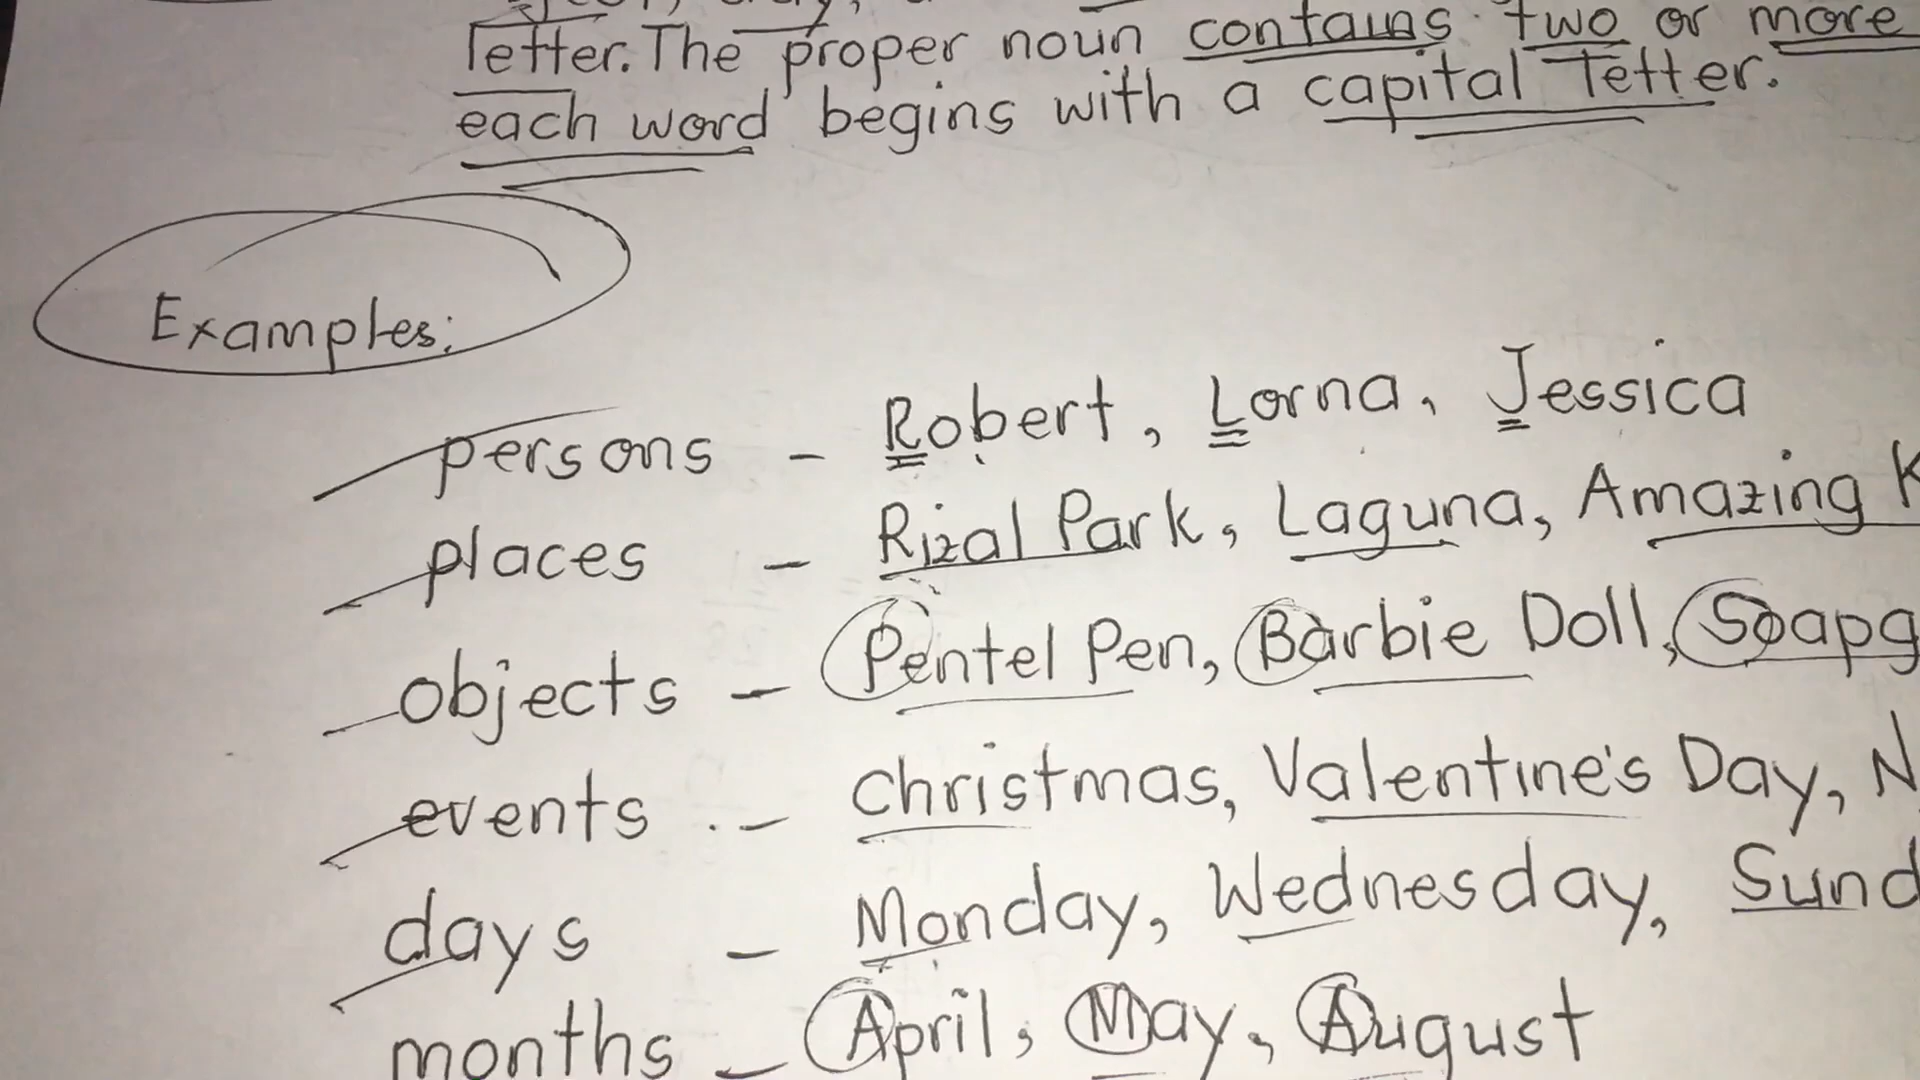 letter. The proper noun contains two or more
each word begins with a capital letter.
Examples:
persons - Robert, Lorna, Jessica
places - Rizal Park, Laguna, Amazing K
objects - Pentel Pen, Barbie Doll, Soapg
events - Christmas, Valentine's Day, N
days - Monday, Wednesday, Sund
months - April, May, August